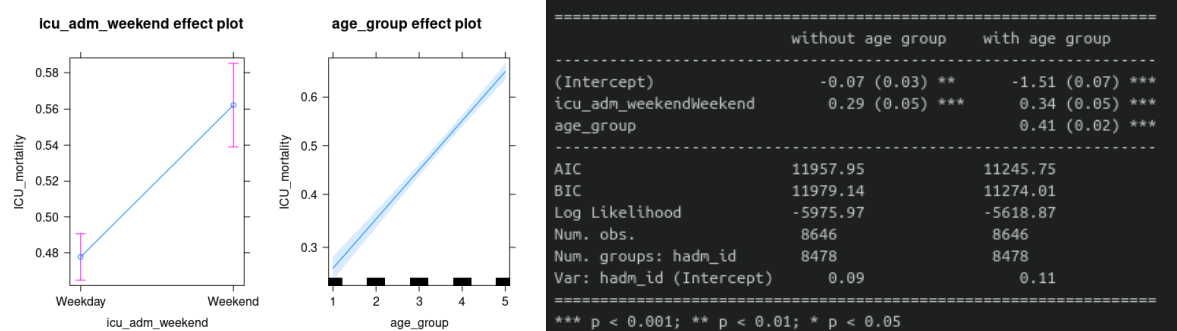 icu_adm_weekend effect plot
ICU_mortality
0.58
0.56
0.54
0.52
0.50
0.48
Weekday
Weekend
icu_adm_weekend
age_group effect plot
ICU_mortality
0.6
0.5
0.4
0.3
1 2 3 4 5
age_group
===========================================================================
without age group with age group
---------------------------------------------------------------------------
(Intercept) -0.07 (0.03) ** -1.51 (0.07) ***
icu_adm_weekendWeekend 0.29 (0.05) *** 0.34 (0.05) ***
age_group 0.41 (0.02) ***
---------------------------------------------------------------------------
AIC 11957.95 11245.75
BIC 11979.14 11274.01
Log Likelihood -5975.97 -5618.87
Num. obs. 8646 8646
Num. groups: hadm_id 8478 8478
Var: hadm_id (Intercept) 0.09 0.11
===========================================================================
*** p < 0.001; ** p < 0.01; * p < 0.05